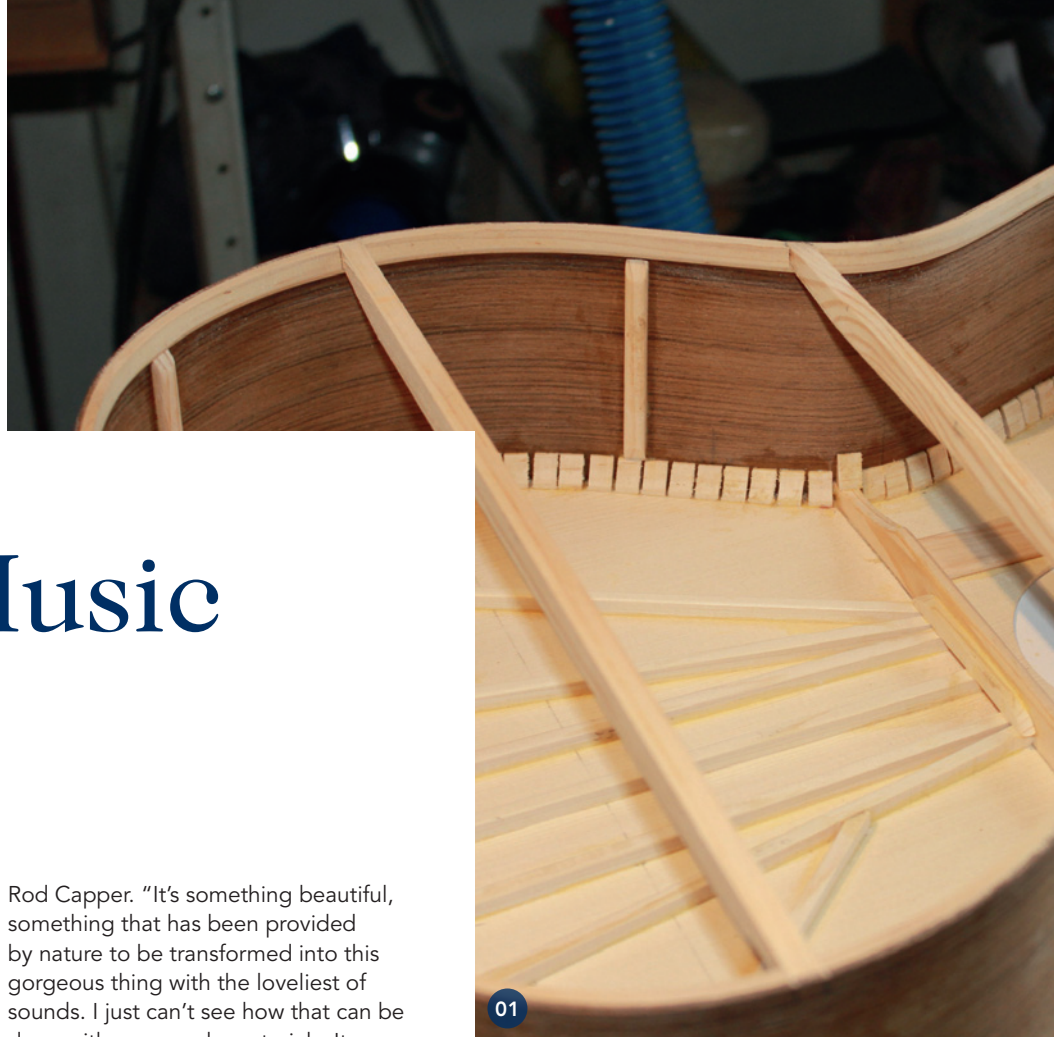 Music
Rod Capper. “It’s something beautiful,
something that has been provided
by nature to be transformed into this
gorgeous thing with the loveliest of
sounds. I just can’t see how that can be
01